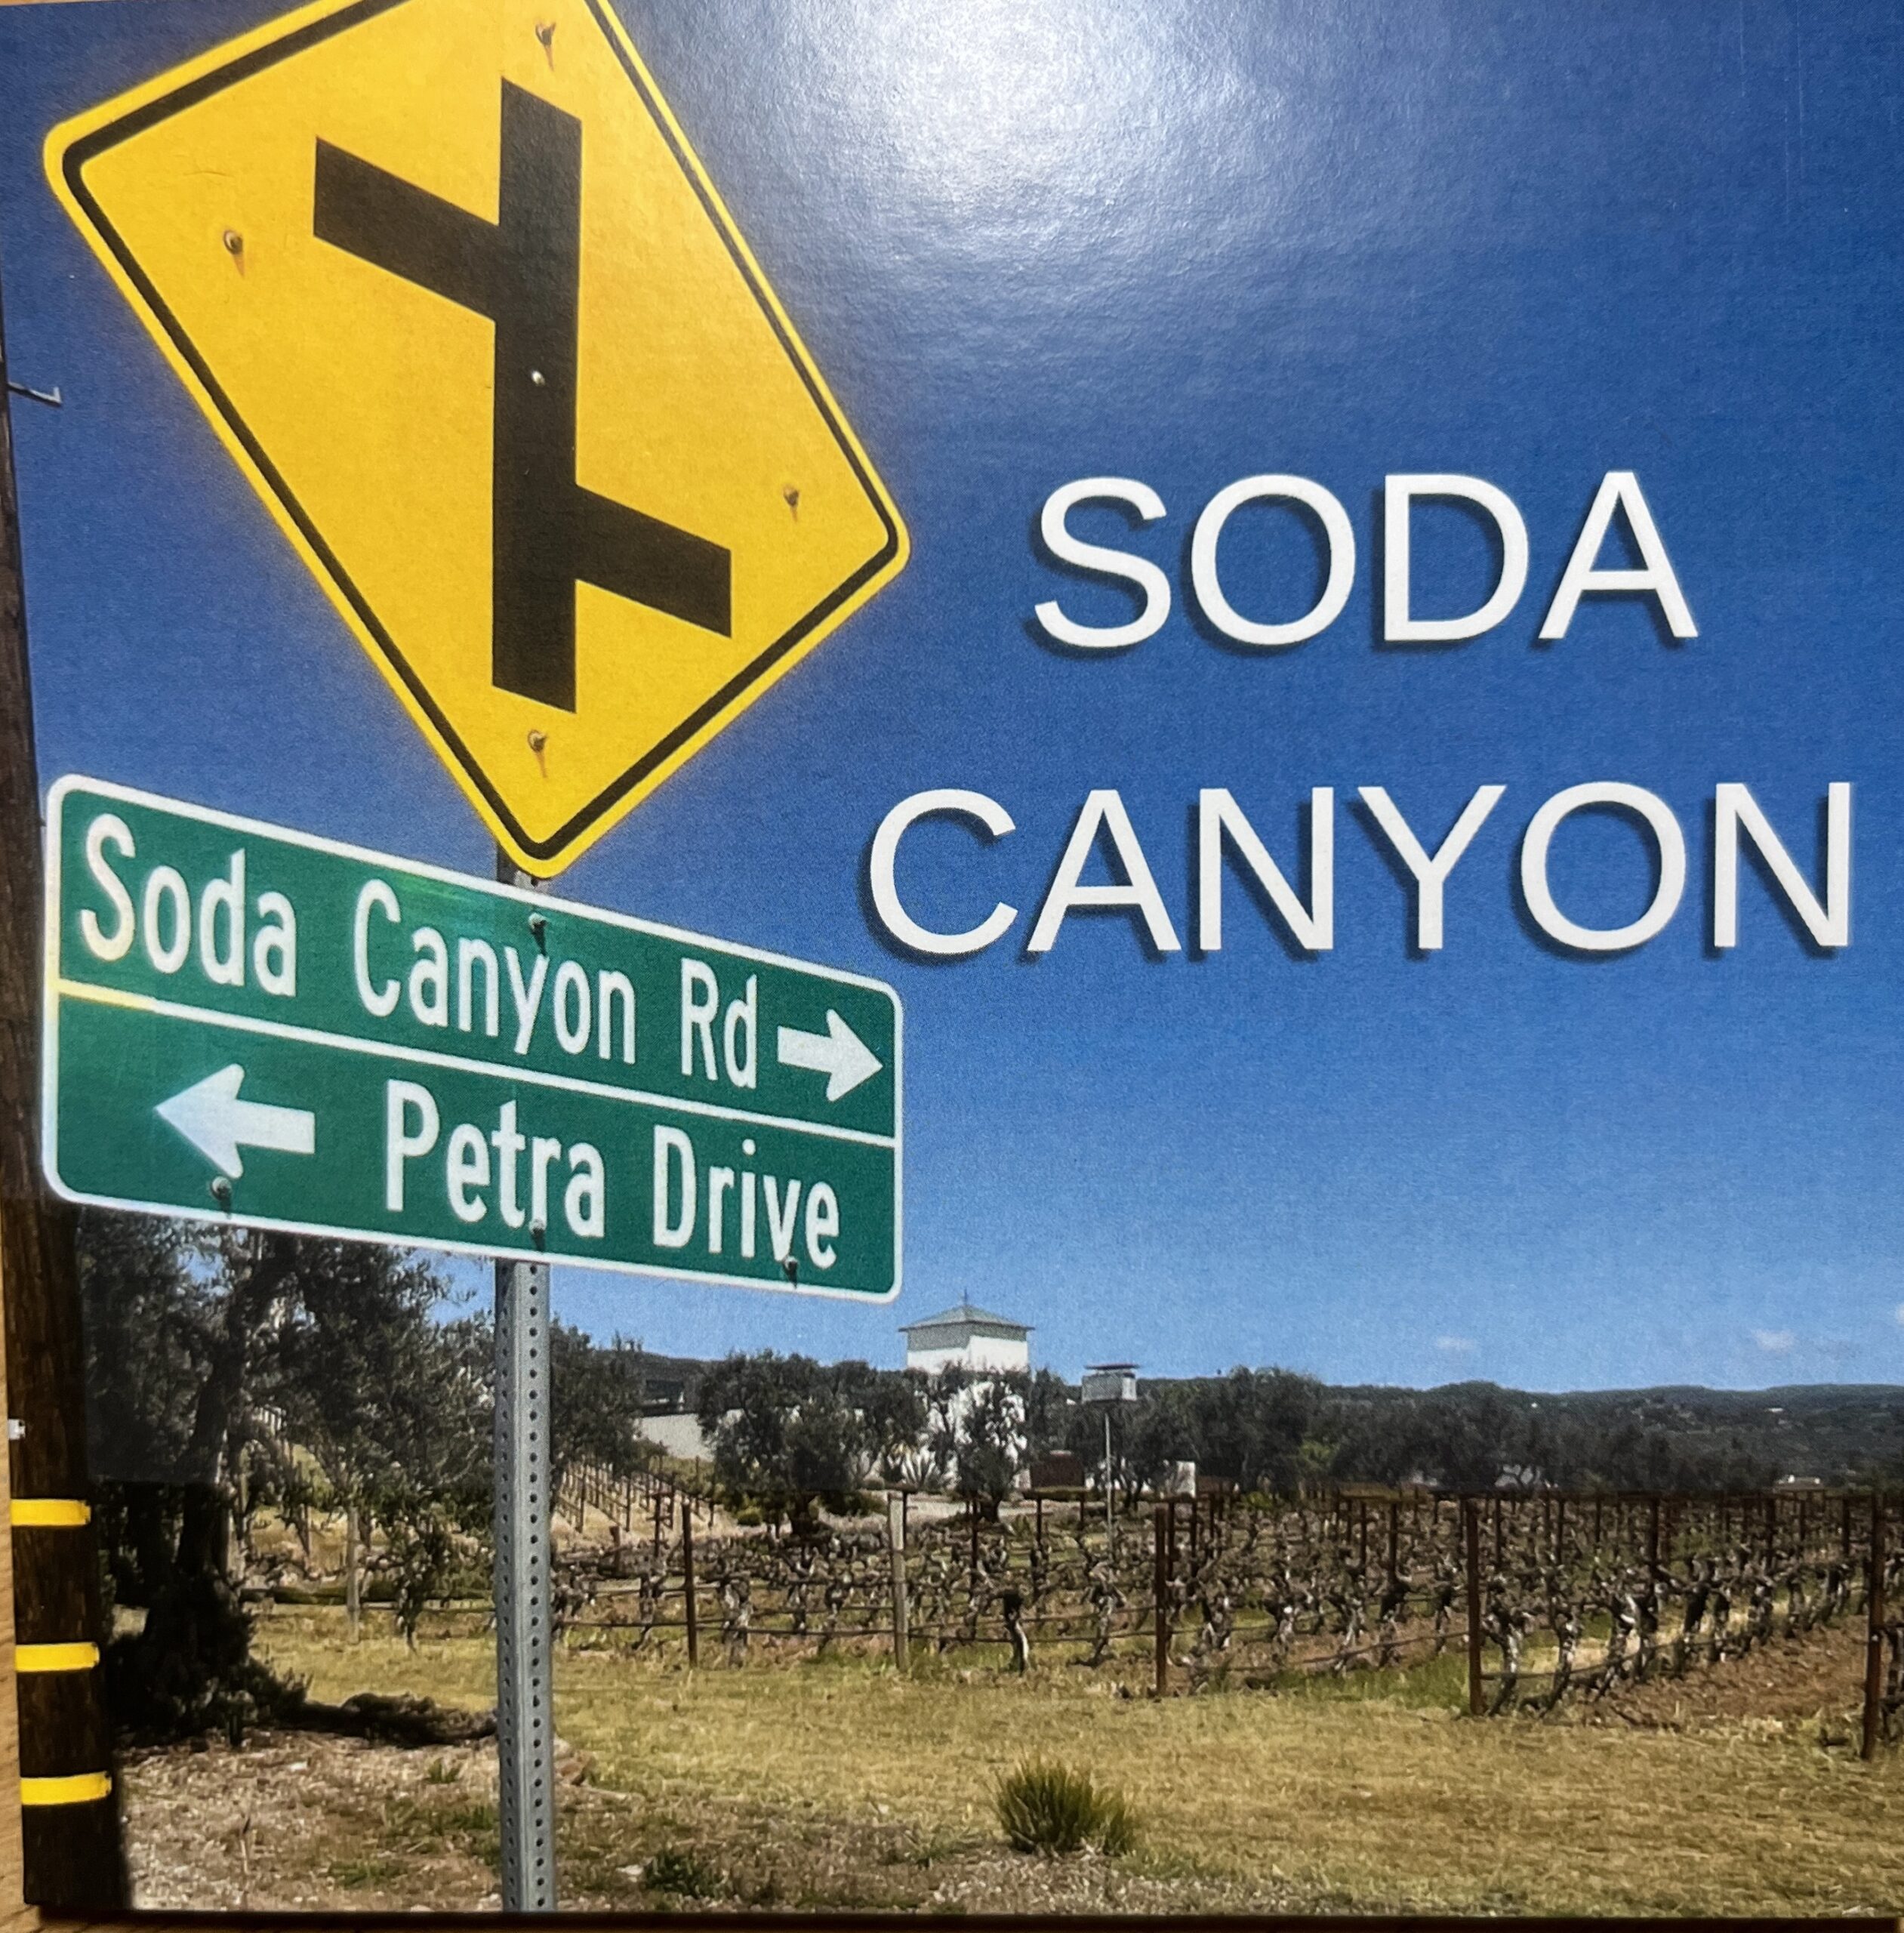 SODA
CANYON
Soda Canyon Rd →
← Petra Drive